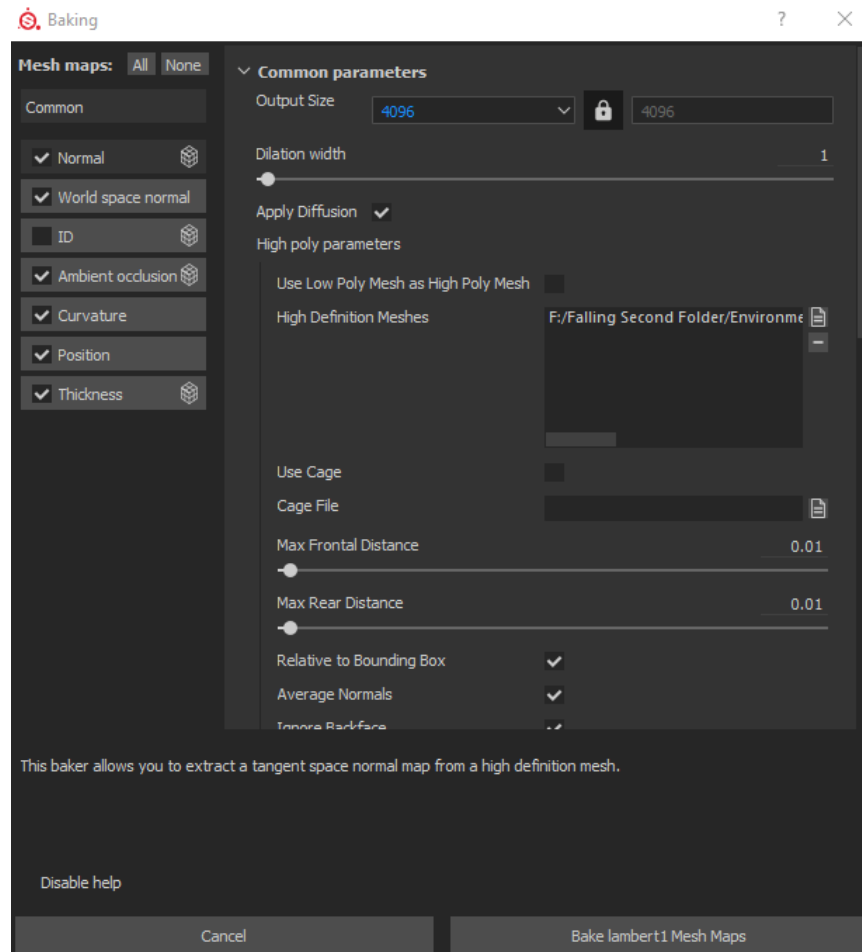 Baking
?
Mesh maps: All None
Common
Normal
World space normal
ID
Ambient occlusion
Curvature
Position
Thickness
Common parameters
Output Size 4096 4096
Dilation width 1
Apply Diffusion
High poly parameters
Use Low Poly Mesh as High Poly Mesh
High Definition Meshes F:/Falling Second Folder/Environme
Use Cage
Cage File
Max Frontal Distance 0.01
Max Rear Distance 0.01
Relative to Bounding Box
Average Normals
Ignore Backface
This baker allows you to extract a tangent space normal map from a high definition mesh.
Disable help
Cancel Bake lambert1 Mesh Maps